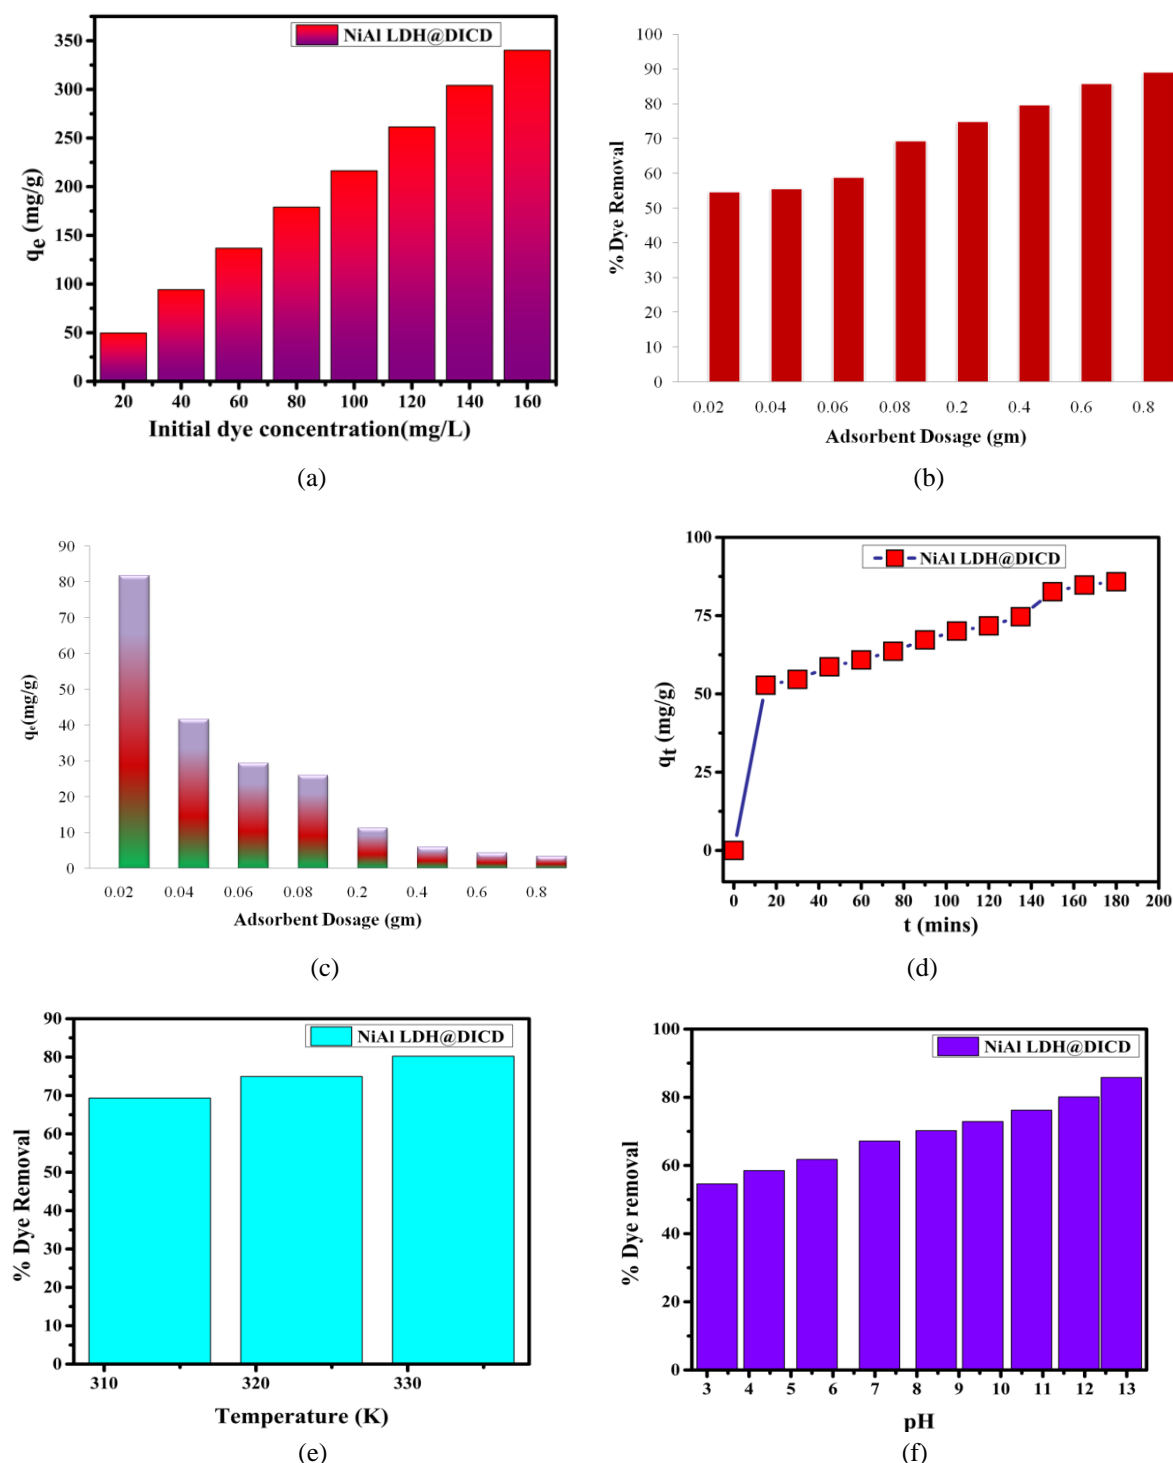 NiAl LDH@DICD
350
300
250
200
150
100
50
0
qe (mg/g)
20 40 60 80 100 120 140 160
Initial dye concentration(mg/L)
(a)
100
90
80
70
60
50
40
30
20
10
0
% Dye Removal
0.02 0.04 0.06 0.08 0.2 0.4 0.6 0.8
Adsorbent Dosage (gm)
(b)
90
80
70
60
50
40
30
20
10
0
qe(mg/g)
0.02 0.04 0.06 0.08 0.2 0.4 0.6 0.8
Adsorbent Dosage (gm)
(c)
NiAl LDH@DICD
100
75
50
25
0
qt (mg/g)
0 20 40 60 80 100 120 140 160 180 200
t (mins)
(d)
NiAl LDH@DICD
90
80
70
60
50
40
30
20
10
0
% Dye Removal
310 320 330
Temperature (K)
(e)
NiAl LDH@DICD
100
80
60
40
20
0
% Dye removal
3 4 5 6 7 8 9 10 11 12 13
pH
(f)